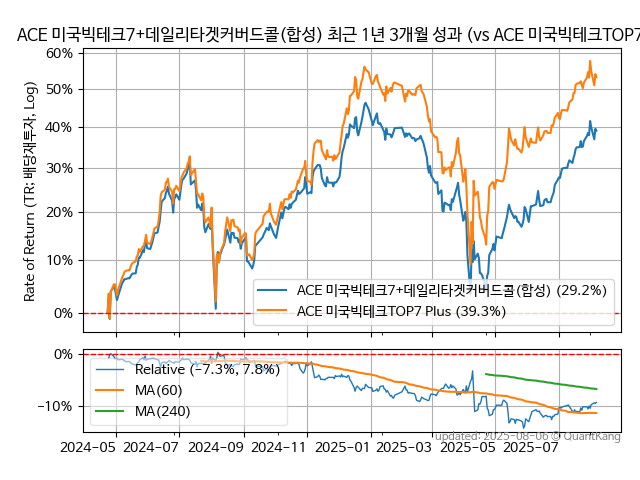 ACE 미국빅테크7+데일리타겟커버드콜(합성) 최근 1년 3개월 성과 (vs ACE 미국빅테크TOP7
60%
50%
40%
30%
20%
10%
0%
Rate of Return (TR: 배당재투자, Log)
ACE 미국빅테크7+데일리타겟커버드콜(합성) (29.2%)
ACE 미국빅테크TOP7 Plus (39.3%)
0%
−10%
Relative (−7.3%, 7.8%)
MA(60)
MA(240)
2024−05 2024−07 2024−09 2024−11 2025−01 2025−03 2025−05 2025−07
updated: 2025-08-06 © QuantKang